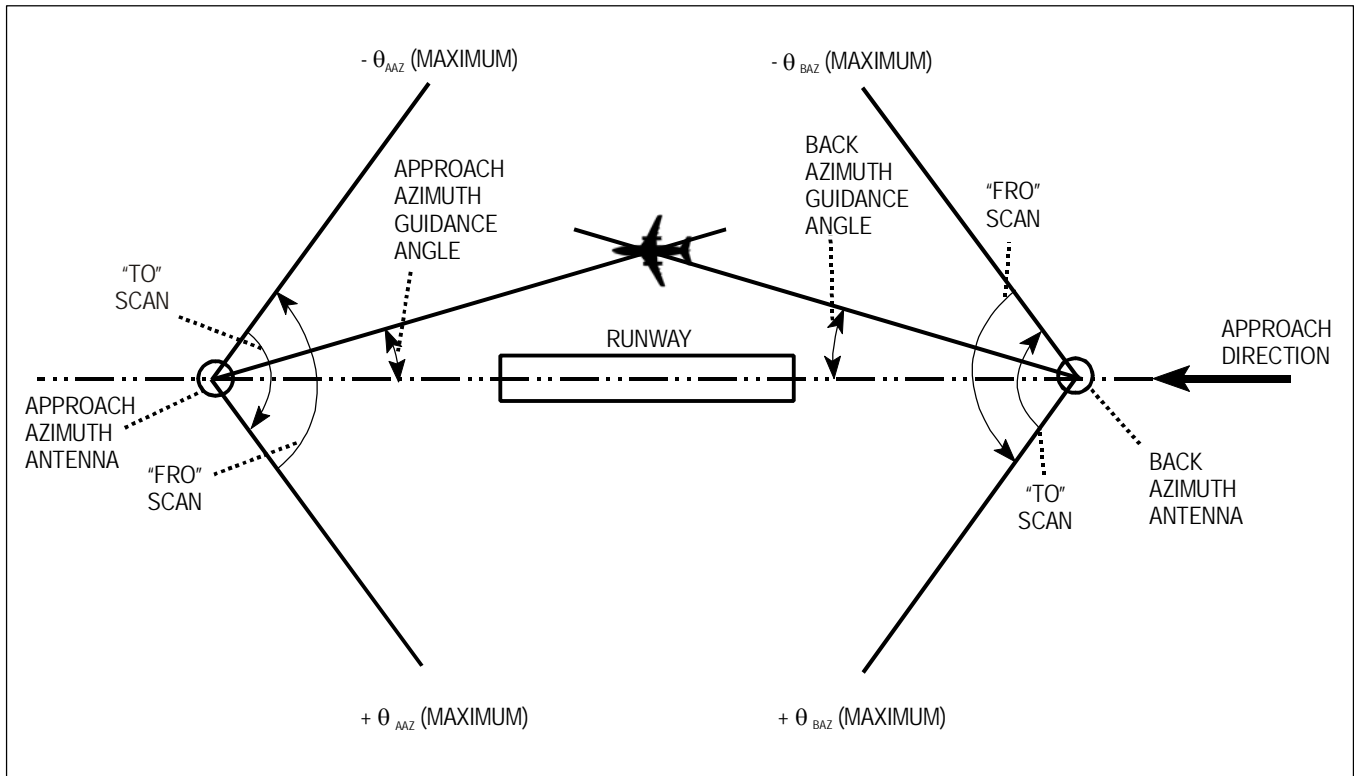 - θAAZ (MAXIMUM)
- θBAZ (MAXIMUM)
APPROACH
AZIMUTH
GUIDANCE
ANGLE
BACK
AZIMUTH
GUIDANCE
ANGLE
"FRO"
SCAN
"TO"
SCAN
RUNWAY
APPROACH
DIRECTION
APPROACH
AZIMUTH
ANTENNA
"FRO"
SCAN
"TO"
SCAN
BACK
AZIMUTH
ANTENNA
+ θAAZ (MAXIMUM)
+ θBAZ (MAXIMUM)